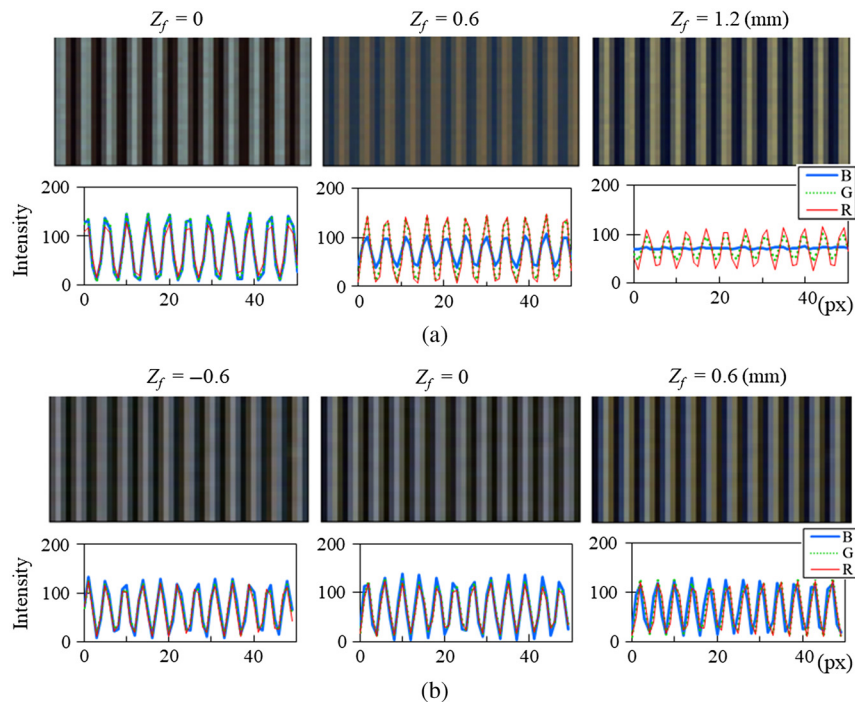 Z_f = 0
Z_f = 0.6
Z_f = 1.2 (mm)
Intensity
200
100
0
0
20
40
200
100
0
0
20
40
200
100
0
0
20
40
(px)
B
G
R
(a)
Z_f = −0.6
Z_f = 0
Z_f = 0.6 (mm)
Intensity
200
100
0
0
20
40
200
100
0
0
20
40
200
100
0
0
20
40
(px)
B
G
R
(b)